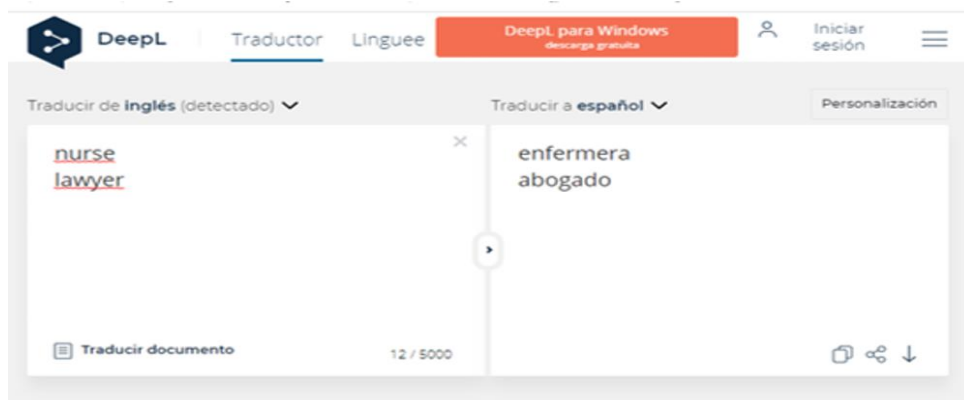 DeepL Traductor Linguee DeepL para Windows Iniciar
descarga gratuita sesión
Traducir de inglés (detectado) Traducir a español Personalización
nurse enfermera
lawyer abogado
Traducir documento 12 / 5000